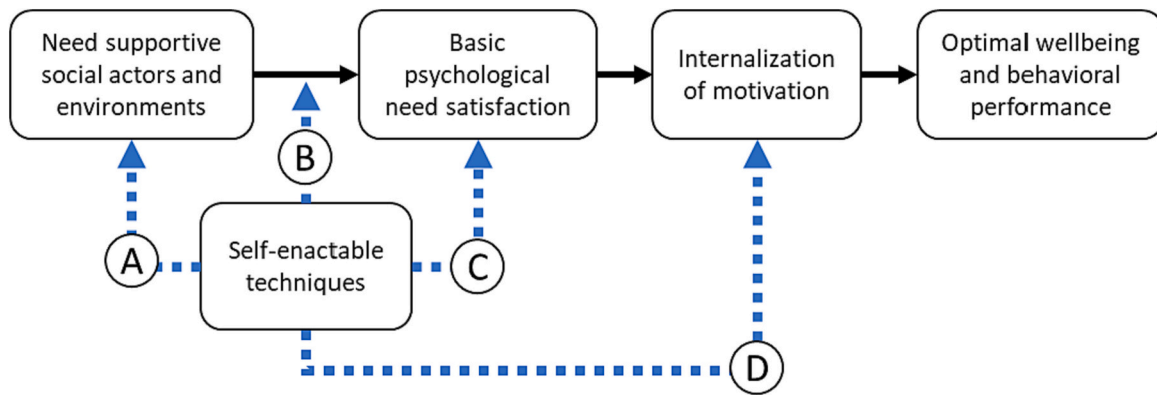 Need supportive
social actors and
environments
Basic
psychological
need satisfaction
Internalization
of motivation
Optimal wellbeing
and behavioral
performance
B
A
Self-enactable
techniques
C
D